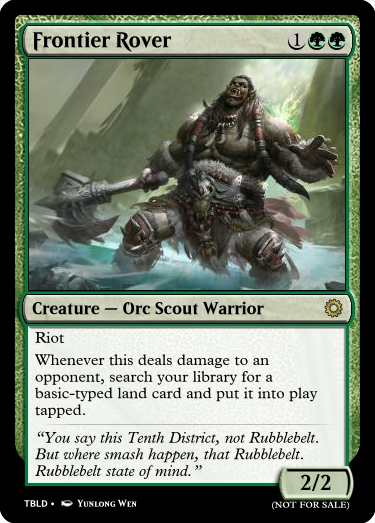 Frontier Rover 1
Creature — Orc Scout Warrior
Riot
Whenever this deals damage to an
opponent, search your library for a
basic-typed land card and put it into play
tapped.
“You say this Tenth District, not Rubblebelt.
But where smash happen, that Rubblebelt.
Rubblebelt state of mind.”
2/2
TBLD • Yunlong Wen
(NOT FOR SALE)